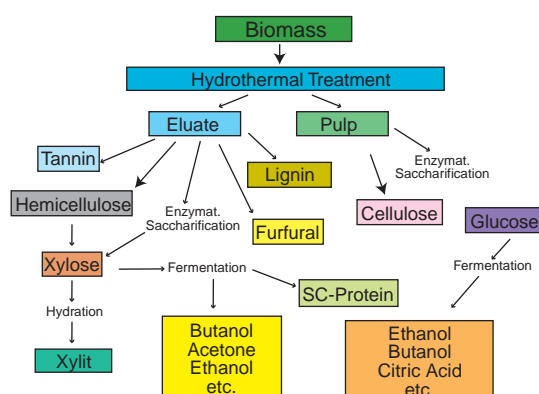 Biomass
Hydrothermal Treatment
Eluate
Pulp
Tannin
Lignin
Enzymat.
Saccharification
Hemicellulose
Enzymat.
Saccharification
Furfural
Cellulose
Glucose
Xylose
Fermentation
Fermentation
SC-Protein
Hydration
Butanol
Acetone
Ethanol
etc.
Ethanol
Butanol
Citric Acid
etc
Xylit